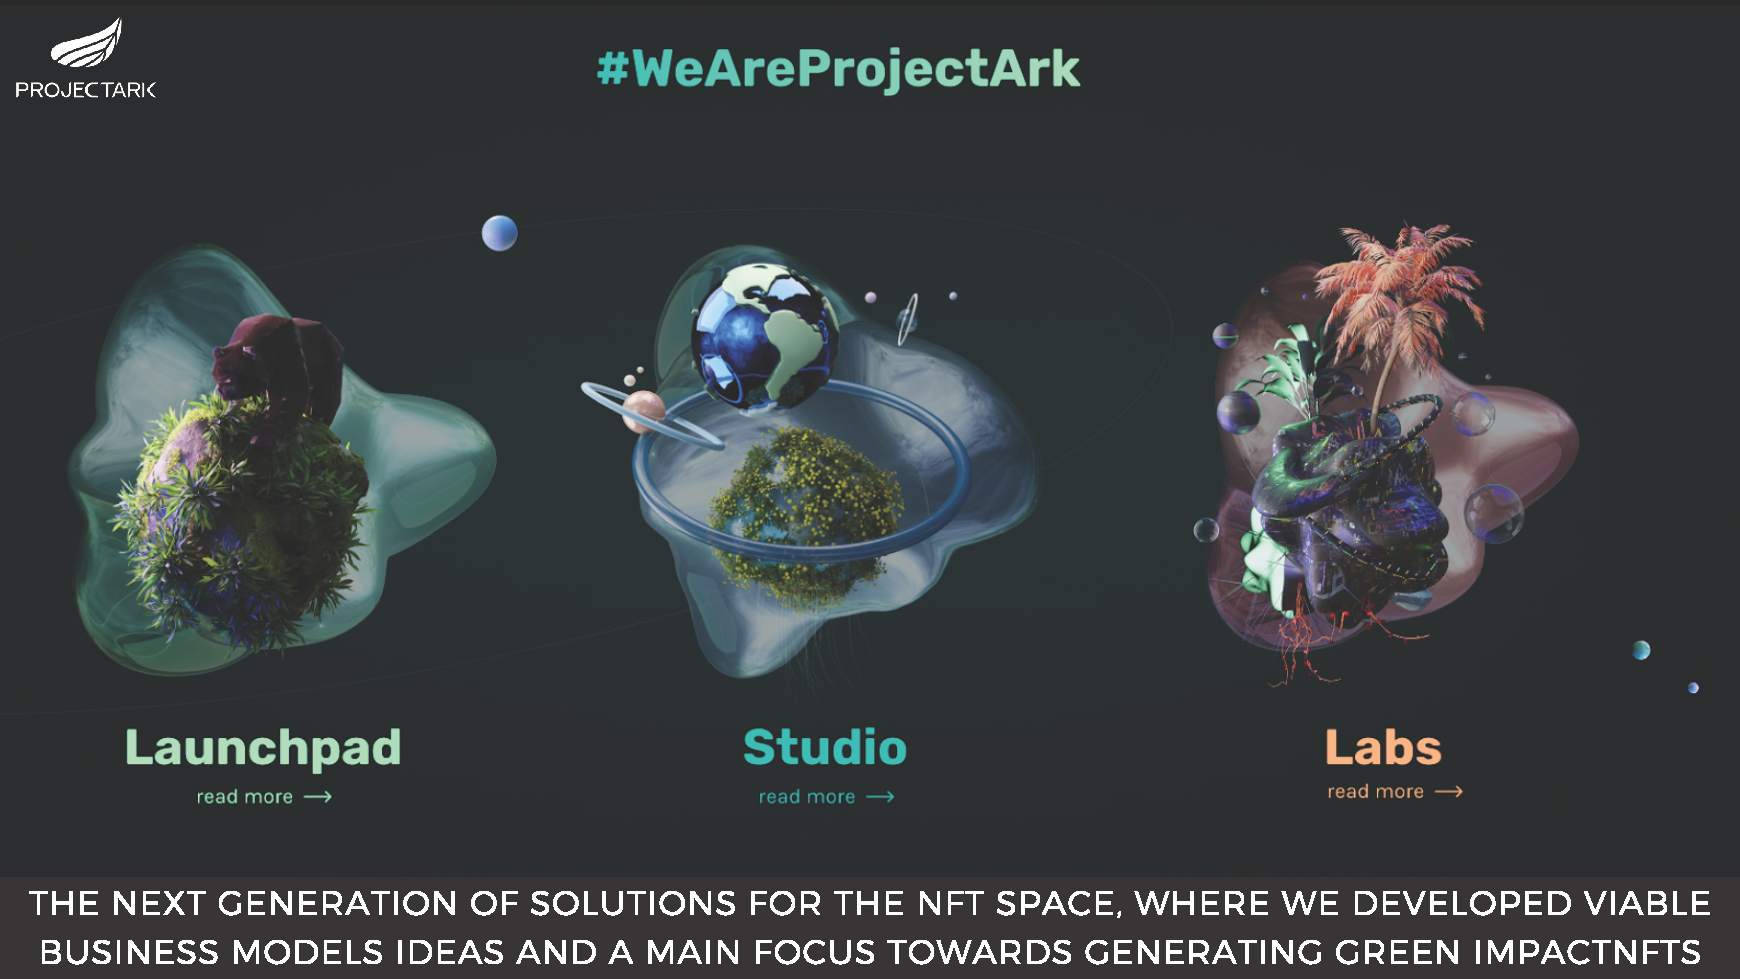 PROJECTARK
#WeAreProjectArk
Launchpad
read more
Studio
read more
Labs
read more
THE NEXT GENERATION OF SOLUTIONS FOR THE NFT SPACE, WHERE WE DEVELOPED VIABLE
BUSINESS MODELS IDEAS AND A MAIN FOCUS TOWARDS GENERATING GREEN IMPACTNFTS